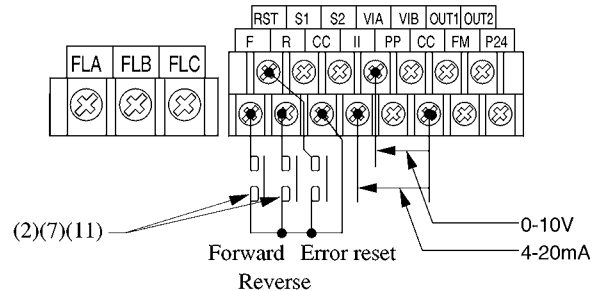 RST S1 S2 VIA VIB OUT1 OUT2
F R CC II PP CC FM P24
FLA FLB FLC
(2)(7)(11)
0-10V
Forward Error reset
4-20mA
Reverse